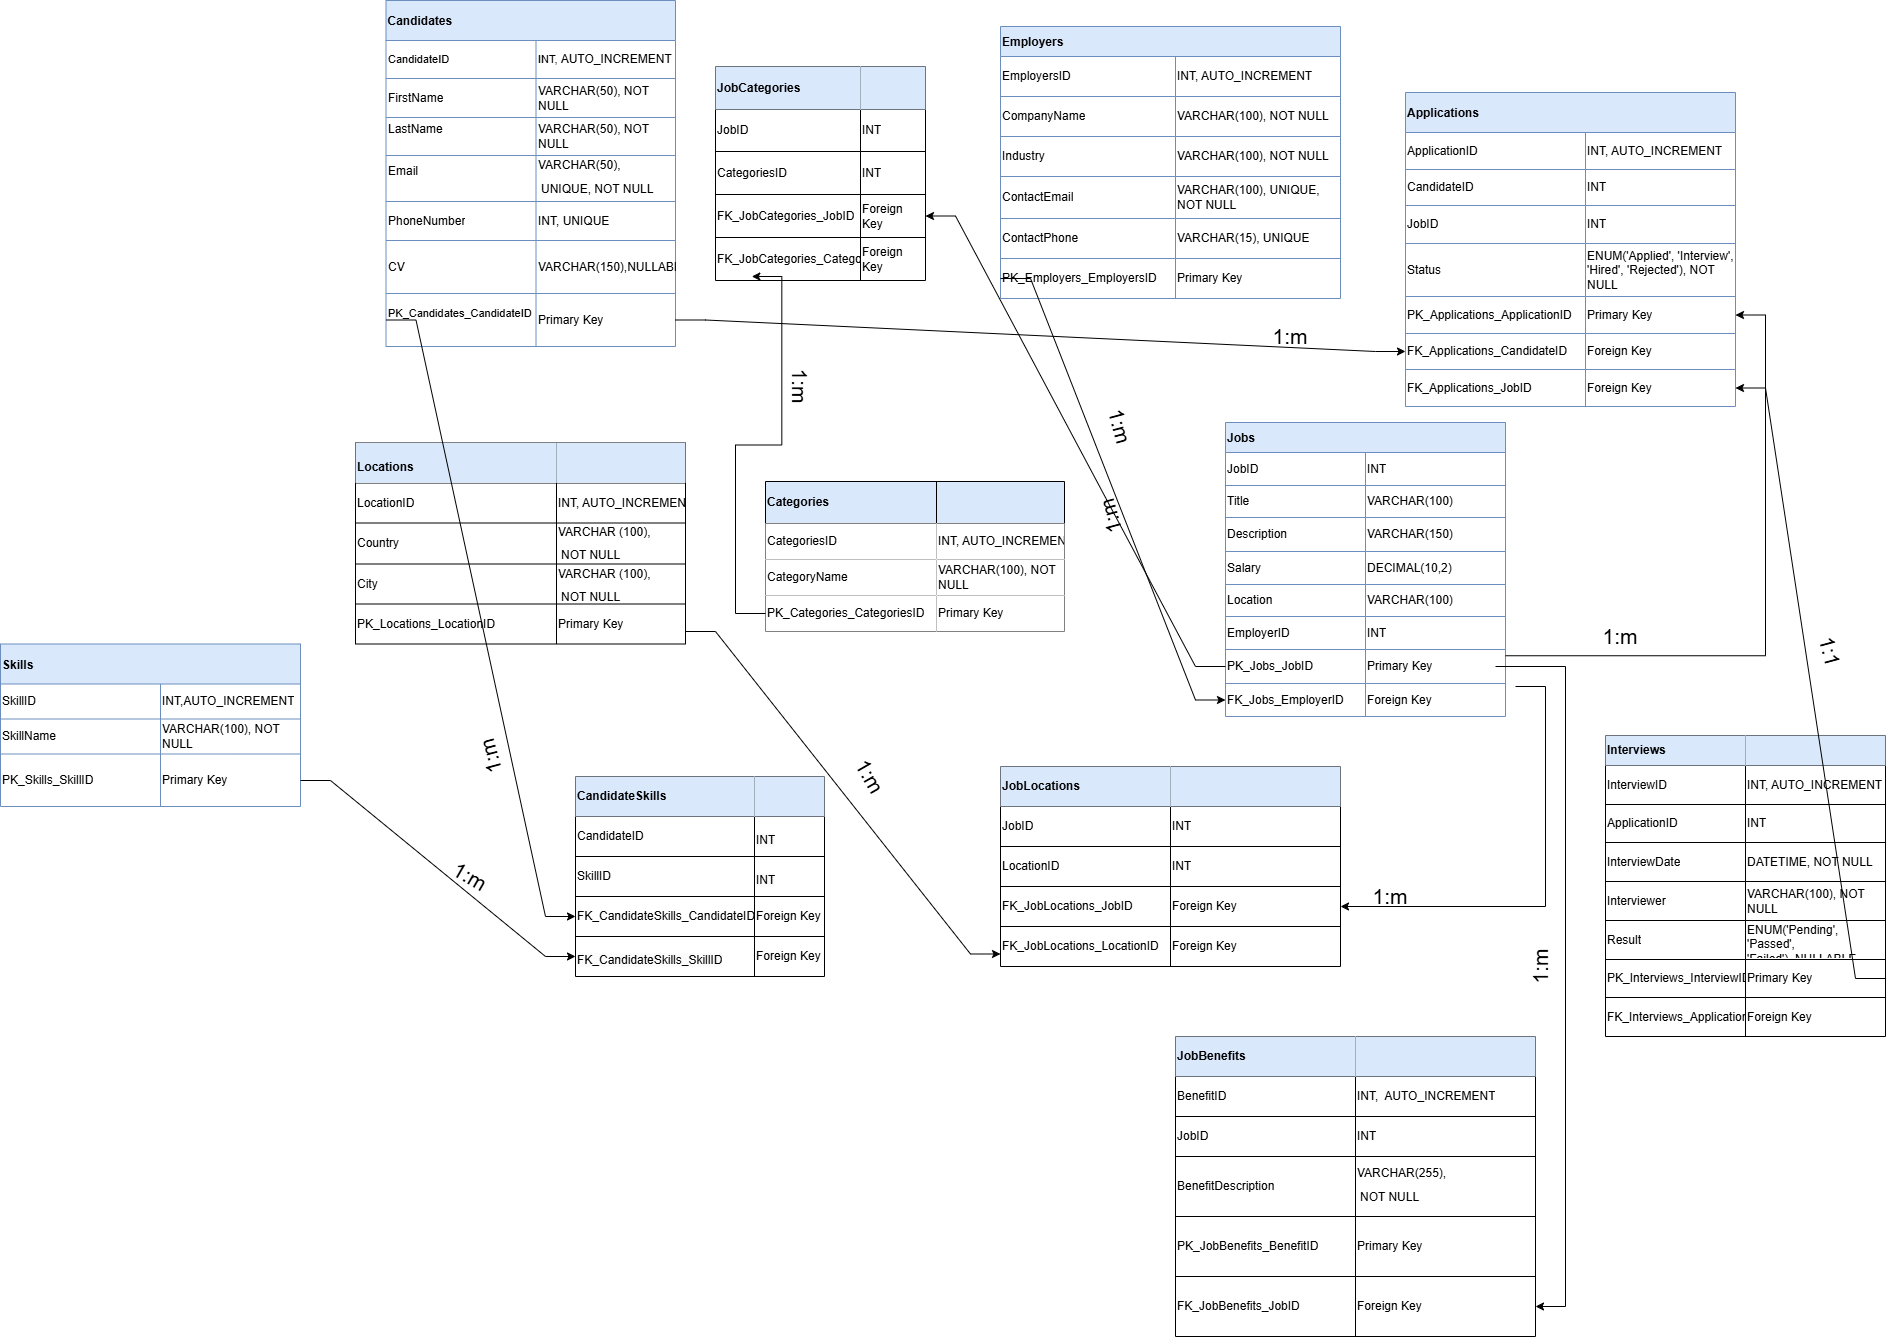 Candidates
CandidateID
INT, AUTO_INCREMENT
FirstName
VARCHAR(50), NOT
NULL
LastName
VARCHAR(50), NOT
NULL
Email
VARCHAR(50),
UNIQUE, NOT NULL
PhoneNumber
INT, UNIQUE
CV
VARCHAR(150),NULLABL
PK_Candidates_CandidateID
Primary Key
JobCategories
JobID
INT
CategoriesID
INT
FK_JobCategories_JobID
Foreign
Key
FK_JobCategories_Catego
Foreign
Key
Employers
EmployersID
INT, AUTO_INCREMENT
CompanyName
VARCHAR(100), NOT NULL
Industry
VARCHAR(100), NOT NULL
ContactEmail
VARCHAR(100), UNIQUE,
NOT NULL
ContactPhone
VARCHAR(15), UNIQUE
PK_Employers_EmployersID
Primary Key
Applications
ApplicationID
INT, AUTO_INCREMENT
CandidateID
INT
JobID
INT
Status
ENUM('Applied', 'Interview',
'Hired', 'Rejected'), NOT
NULL
PK_Applications_ApplicationID
Primary Key
FK_Applications_CandidateID
Foreign Key
FK_Applications_JobID
Foreign Key
1:m
1:m
1:m
1:m
Locations
LocationID
INT, AUTO_INCREMEN
Country
VARCHAR (100),
NOT NULL
City
VARCHAR (100),
NOT NULL
PK_Locations_LocationID
Primary Key
Categories
CategoriesID
INT, AUTO_INCREMEN
CategoryName
VARCHAR(100), NOT
NULL
PK_Categories_CategoriesID
Primary Key
Jobs
JobID
INT
Title
VARCHAR(100)
Description
VARCHAR(150)
Salary
DECIMAL(10,2)
Location
VARCHAR(100)
EmployerID
INT
PK_Jobs_JobID
Primary Key
FK_Jobs_EmployerID
Foreign Key
1:m
1:1
Skills
SkillID
INT,AUTO_INCREMENT
SkillName
VARCHAR(100), NOT
NULL
PK_Skills_SkillID
Primary Key
1:m
1:m
1:m
CandidateSkills
CandidateID
INT
SkillID
INT
FK_CandidateSkills_CandidateID
Foreign Key
FK_CandidateSkills_SkillID
Foreign Key
JobLocations
JobID
INT
LocationID
INT
FK_JobLocations_JobID
Foreign Key
FK_JobLocations_LocationID
Foreign Key
1:m
1:m
Interviews
InterviewID
INT, AUTO_INCREMENT
ApplicationID
INT
InterviewDate
DATETIME, NOT NULL
Interviewer
VARCHAR(100), NOT
NULL
Result
ENUM('Pending',
'Passed',
'Failed'), NULLABLE
PK_Interviews_InterviewID
Primary Key
FK_Interviews_Application
Foreign Key
JobBenefits
BenefitID
INT, AUTO_INCREMENT
JobID
INT
BenefitDescription
VARCHAR(255),
NOT NULL
PK_JobBenefits_BenefitID
Primary Key
FK_JobBenefits_JobID
Foreign Key